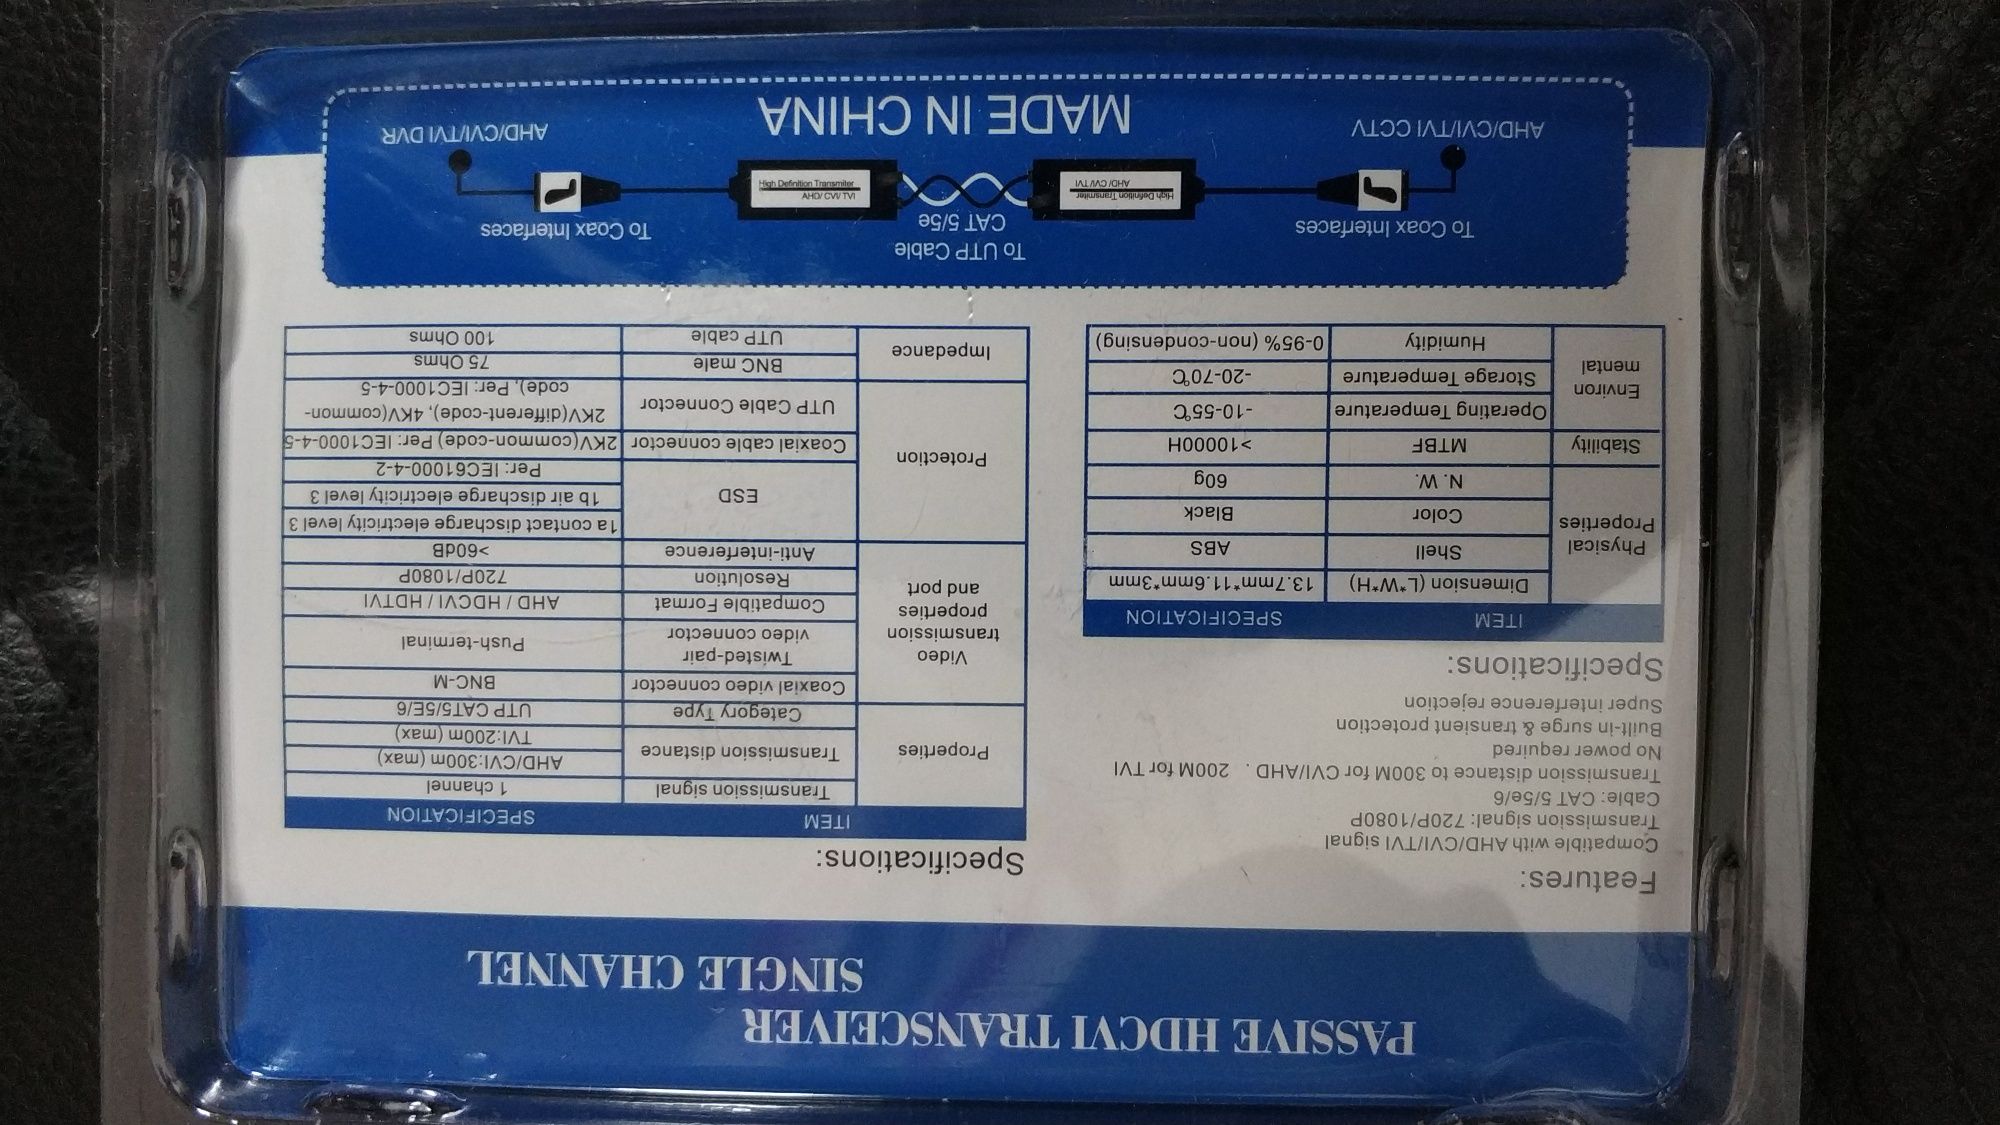 PASSIVE HDCVI TRANSCEIVER
SINGLE CHANNEL
Features:
Compatible with AHD/CVI/TVI signal
Transmission signal: 720P/1080P
Cable: CAT 5/5e/6
Transmission distance to 300M for CVI/AHD . 200M for TVI
No power required
Built-in surge & transient protection
Super interference rejection
Specifications:
ITEM SPECIFICATION
Physical Properties
Dimension (L*W*H) 13.7mm*11.6mm*3mm
Shell ABS
Color Black
N. W. 60g
Stability MTBF >10000H
Environ
mental
Operating Temperature -10-55℃
Storage Temperature -20-70℃
Humidity 0-95% (non-condensing)
Specifications:
ITEM SPECIFICATION
Properties
Transmission signal 1 channel
Transmission distance AHD/CVI:300m (max)
TVI:200m (max)
Category Type UTP CAT5/5E/6
Video
transmission
properties
and port
Coaxial video connector BNC-M
Twisted-pair
video connector Push-terminal
Compatible Format AHD / HDCVI / HDTVI
Resolution 720P/1080P
Anti-interference >60dB
Protection
ESD 1a contact discharge electricity level 3
1b air discharge electricity level 3
Per: IEC61000-4-2
Coaxial cable connector 2KV(common-code) Per: IEC1000-4-5
UTP Cable Connector 2KV(different-code), 4KV(common-
code), Per: IEC1000-4-5
Impedance
BNC male 75 Ohms
UTP cable 100 Ohms
To Coax Interfaces
To UTP Cable
CAT 5/5e
To Coax Interfaces
High Definition Transmiter
AHD/ CVI/ TVI
AHD/ CVI/ TVI
High Definition Transmiter
AHD/CVI/TVI CCTV
MADE IN CHINA
AHD/CVI/TVI DVR